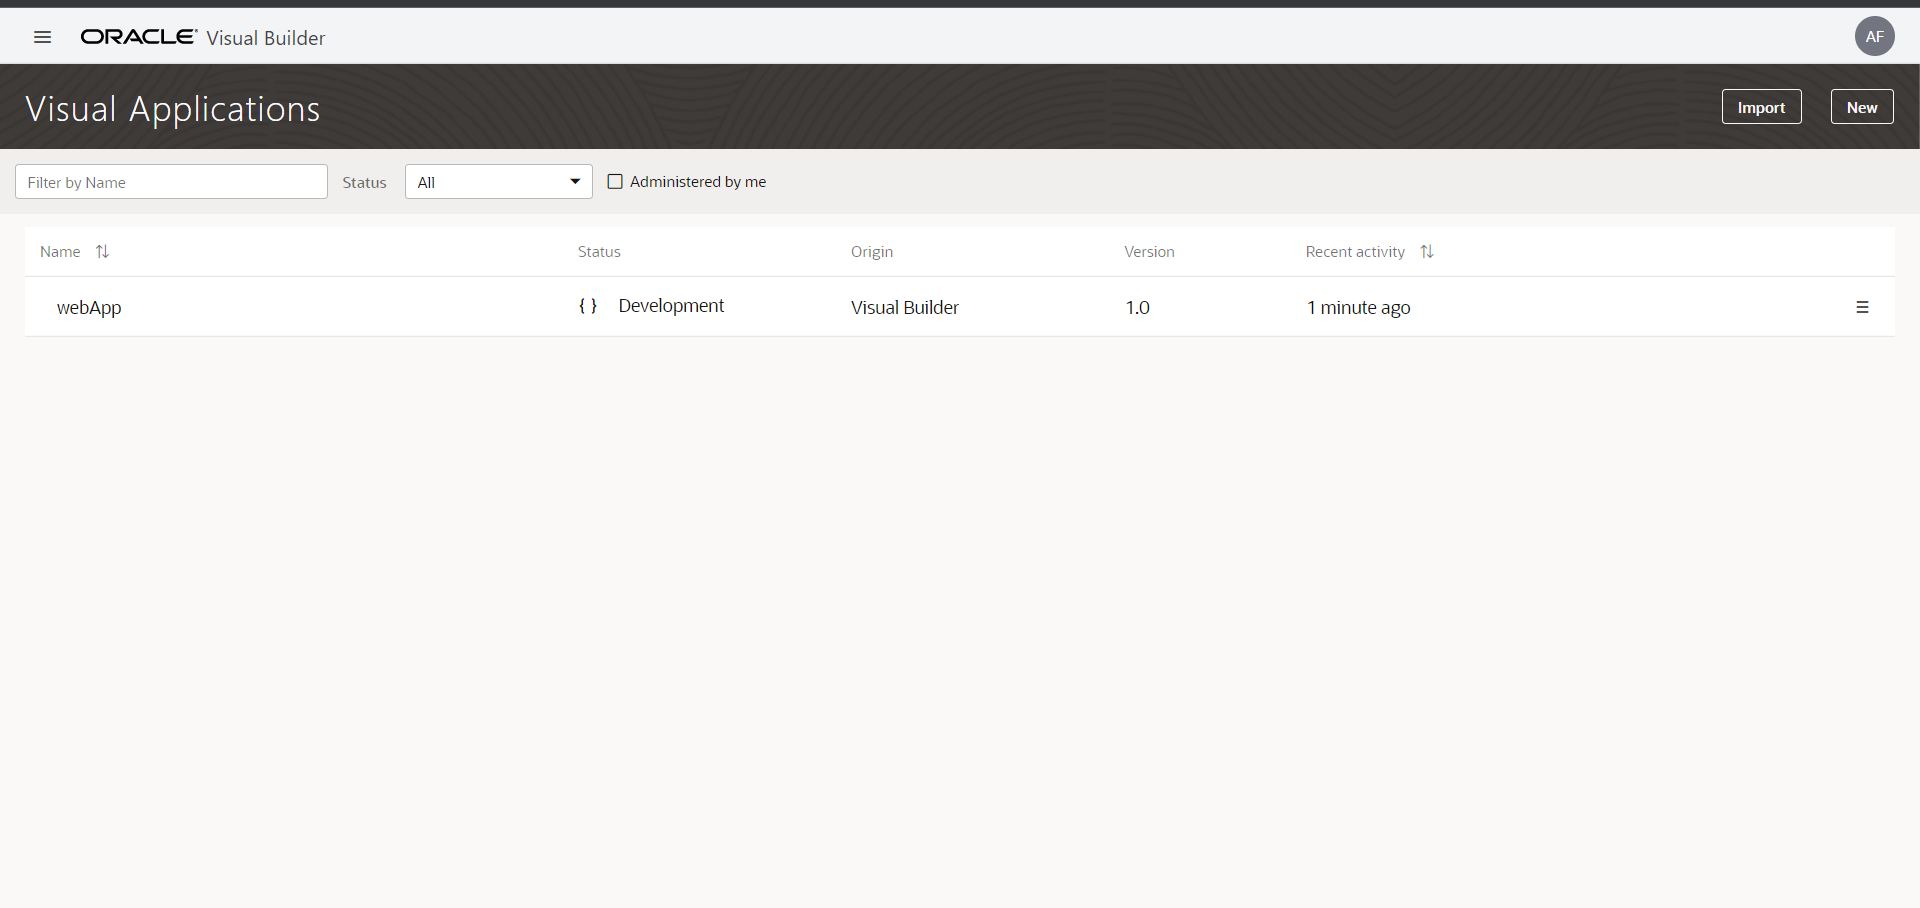 ORACLE Visual Builder
AF
Visual Applications
Import
New
Filter by Name
Status
All
Administered by me
Name
Status
Origin
Version
Recent activity
webApp
{ }
Development
Visual Builder
1.0
1 minute ago